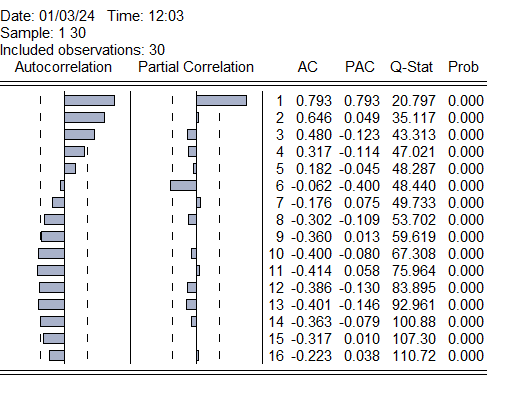 Date: 01/03/24 Time: 12:03
Sample: 1 30
Included observations: 30
Autocorrelation Partial Correlation AC PAC Q-Stat Prob
1 0.793 0.793 20.797 0.000
2 0.646 0.049 35.117 0.000
3 0.480 -0.123 43.313 0.000
4 0.317 -0.114 47.021 0.000
5 0.182 -0.045 48.287 0.000
6 -0.062 -0.400 48.440 0.000
7 -0.176 0.075 49.733 0.000
8 -0.302 -0.109 53.702 0.000
9 -0.360 0.013 59.619 0.000
10 -0.400 -0.080 67.308 0.000
11 -0.414 0.058 75.964 0.000
12 -0.386 -0.130 83.895 0.000
13 -0.401 -0.146 92.961 0.000
14 -0.363 -0.079 100.88 0.000
15 -0.317 0.010 107.30 0.000
16 -0.223 0.038 110.72 0.000